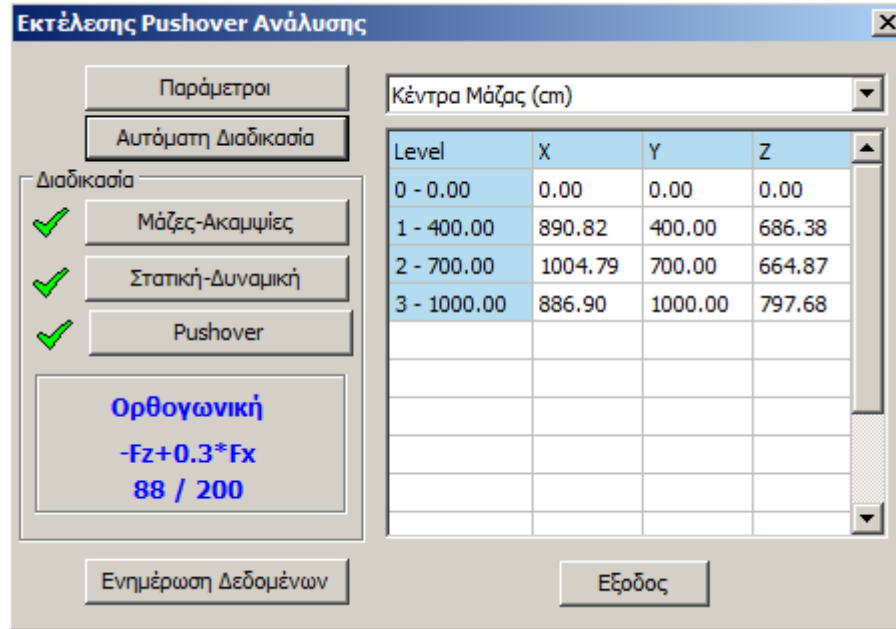 Εκτέλεσης Pushover Ανάλυσης
Παράμετροι
Αυτόματη Διαδικασία
Διαδικασία
Μάζες-Ακαμψίες
Στατική-Δυναμική
Pushover
Ορθογωνική
-Fz+0.3*Fx
88 / 200
Ενημέρωση Δεδομένων
Κέντρα Μάζας (cm)
Level X Y Z
0 - 0.00 0.00 0.00 0.00
1 - 400.00 890.82 400.00 686.38
2 - 700.00 1004.79 700.00 664.87
3 - 1000.00 886.90 1000.00 797.68
Εξοδος